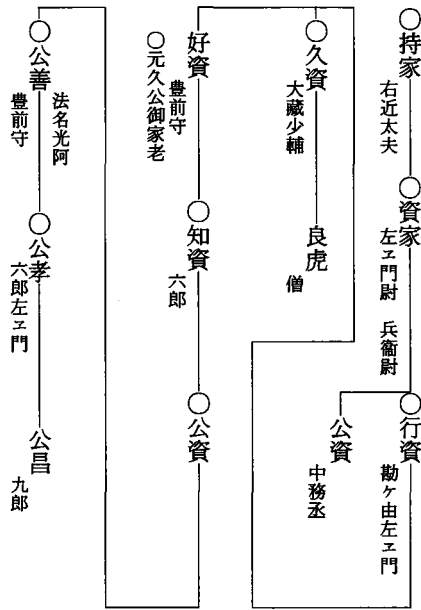 ○持家
右近太夫
○資家
左ヱ門尉 兵衞尉
○行資
勘ケ由左ヱ門
公資
中務丞
○久資
大藏少輔
良虎
僧
好資
豊前守
○元久公御家老
○知資
六郎
○公資
○公善
法名光阿
豊前守
○公孝
六郎左ヱ門
公昌
九郎